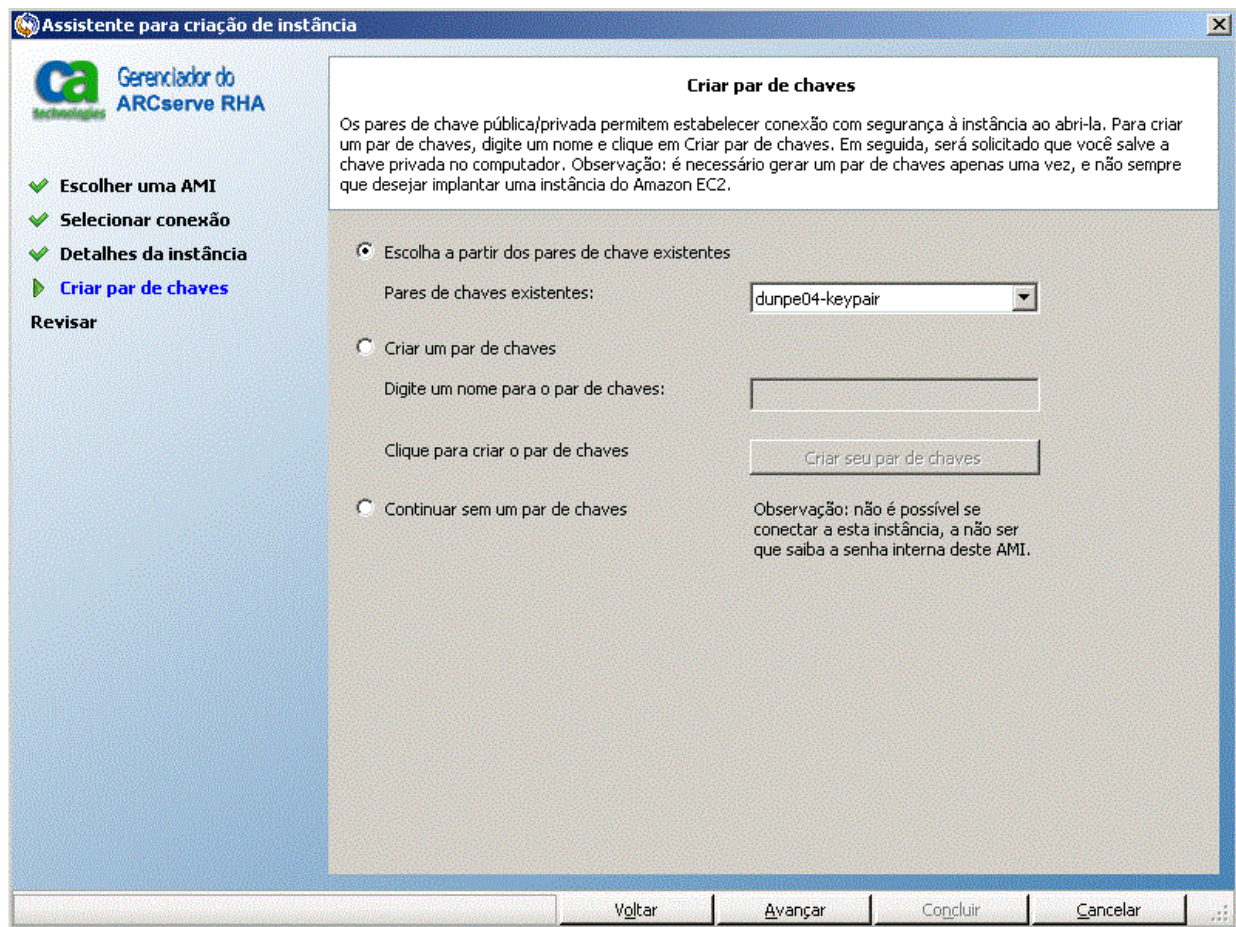 Assistente para criação de instância
ca
technologies
Gerenciador do
ARCserve RHA
Escolher uma AMI
Selecionar conexão
Detalhes da instância
Criar par de chaves
Revisar
Criar par de chaves
Os pares de chave pública/privada permitem estabelecer conexão com segurança à instância ao abri-la. Para criar
um par de chaves, digite um nome e clique em Criar par de chaves. Em seguida, será solicitado que você salve a
chave privada no computador. Observação: é necessário gerar um par de chaves apenas uma vez, e não sempre
que desejar implantar uma instância do Amazon EC2.
Escolha a partir dos pares de chave existentes
Pares de chaves existentes:
dunpe04-keypair
Criar um par de chaves
Digite um nome para o par de chaves:
Clique para criar o par de chaves
Criar seu par de chaves
Continuar sem um par de chaves
Observação: não é possível se
conectar a esta instância, a não ser
que saiba a senha interna deste AMI.
Voltar
Avançar
Concluir
Cancelar